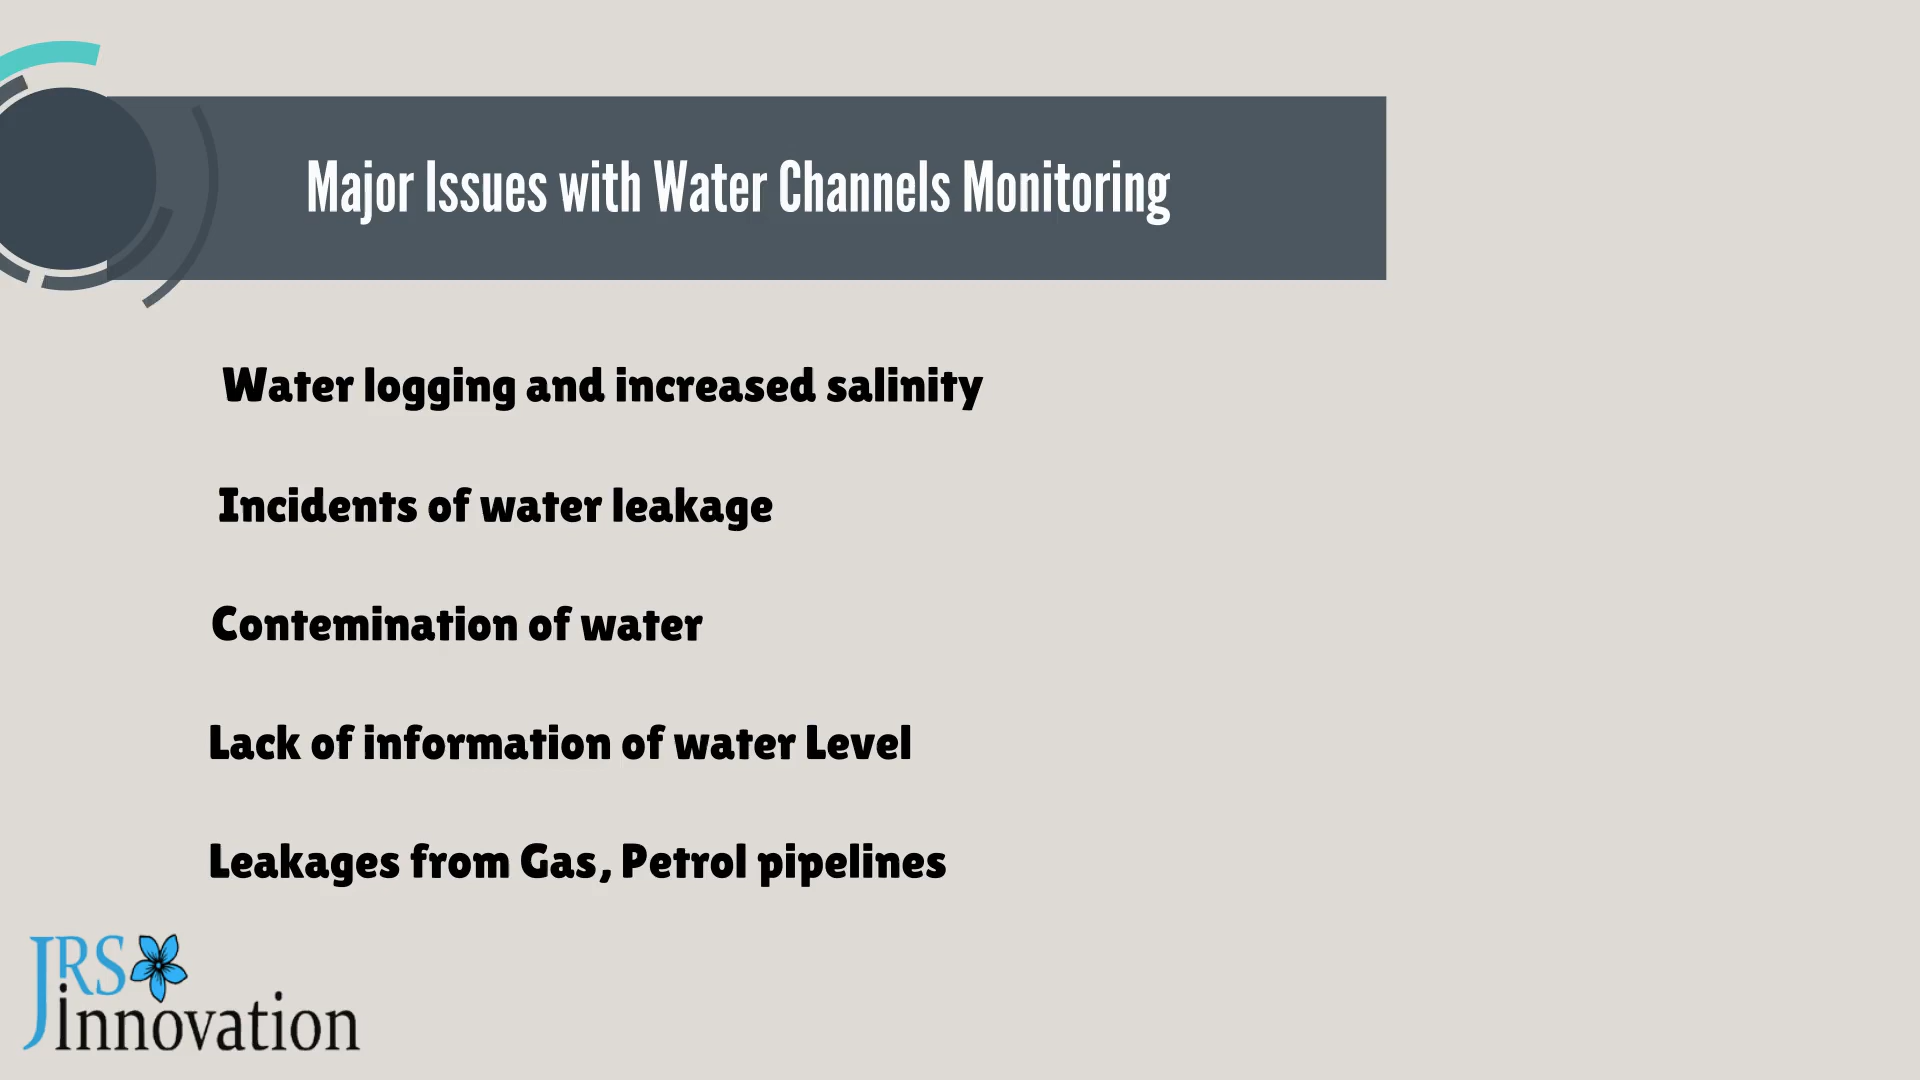 Major Issues with Water Channels Monitoring
Water logging and increased salinity
Incidents of water leakage
Contemination of water
Lack of information of water Level
Leakages from Gas, Petrol pipelines
JRS
innovation